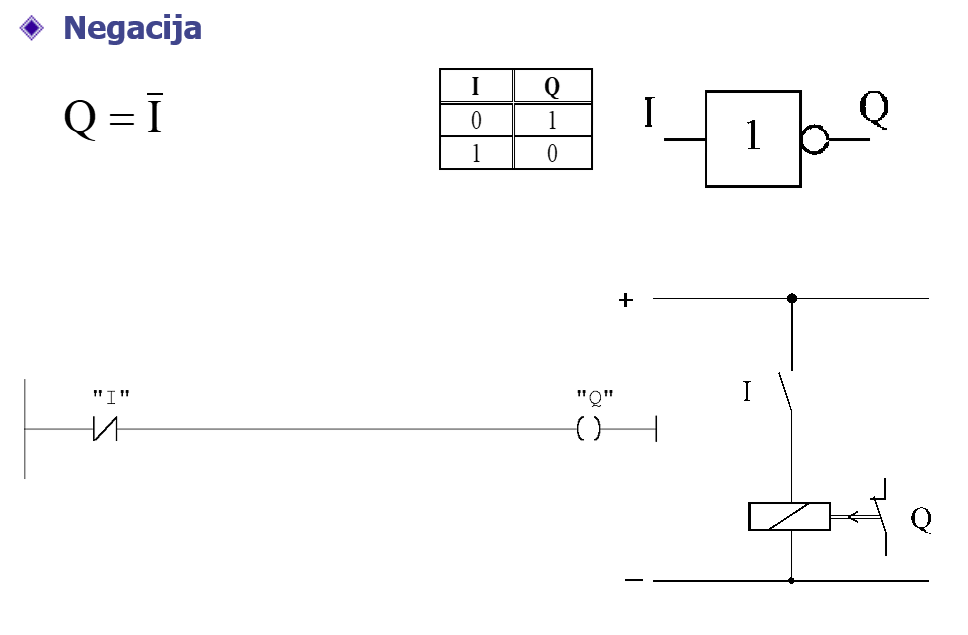 Negacija
Q = I̅
I Q
0 1
1 0
I 1 Q
+
I
"I" "Q"
Q
−